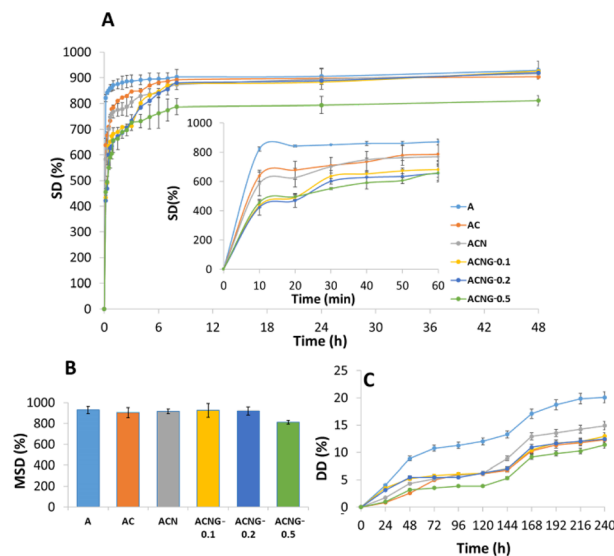 A
SD (%)
1000
900
800
700
600
500
400
300
200
100
0
0
6
12
18
24
30
36
42
48
Time (h)
SD(%)
1000
800
600
400
200
0
0
10
20
30
40
50
60
Time (min)
A
AC
ACN
ACNG-0.1
ACNG-0.2
ACNG-0.5
B
MSD (%)
1000
800
600
400
200
0
A
AC
ACN
ACNG-
0.1
ACNG-
0.2
ACNG-
0.5
C
DD (%)
25
20
15
10
5
0
0 24 48 72 96 120 144 168 192 216 240
Time (h)